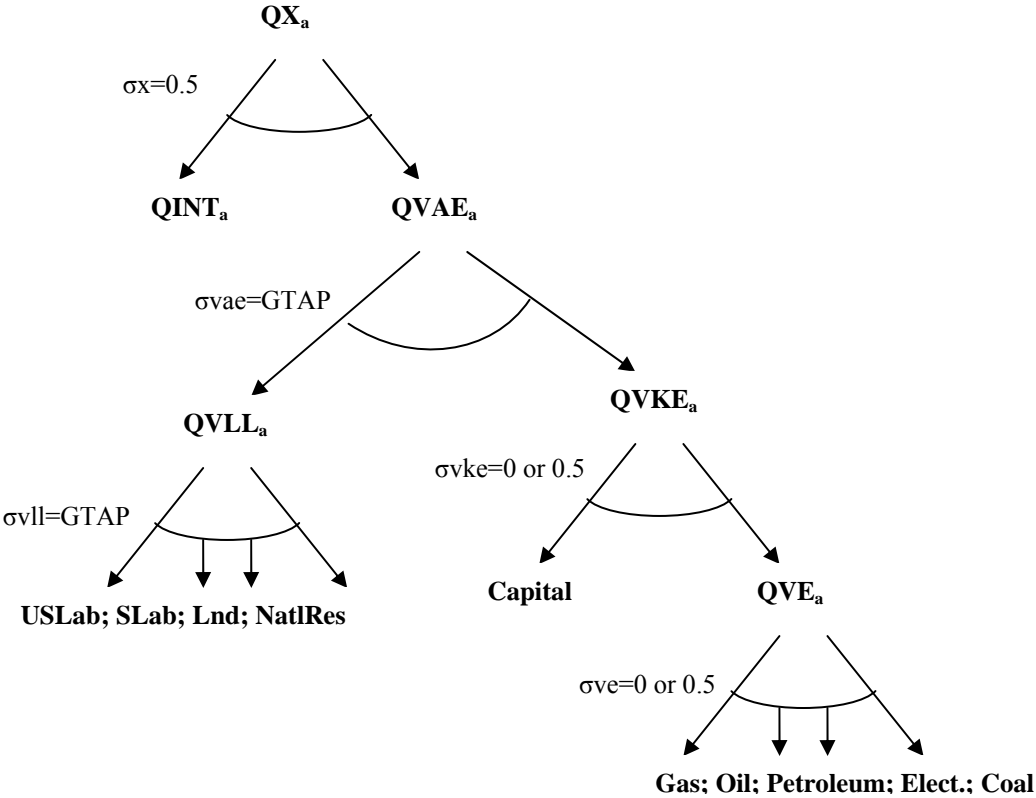 QXₐ
σx=0.5
QINTₐ QVAEₐ
σvae=GTAP
QVKEₐ
QVLLₐ
σvke=0 or 0.5
σvll=GTAP
Capital QVEₐ
USLab; SLab; Lnd; NatlRes
σve=0 or 0.5
Gas; Oil; Petroleum; Elect.; Coal